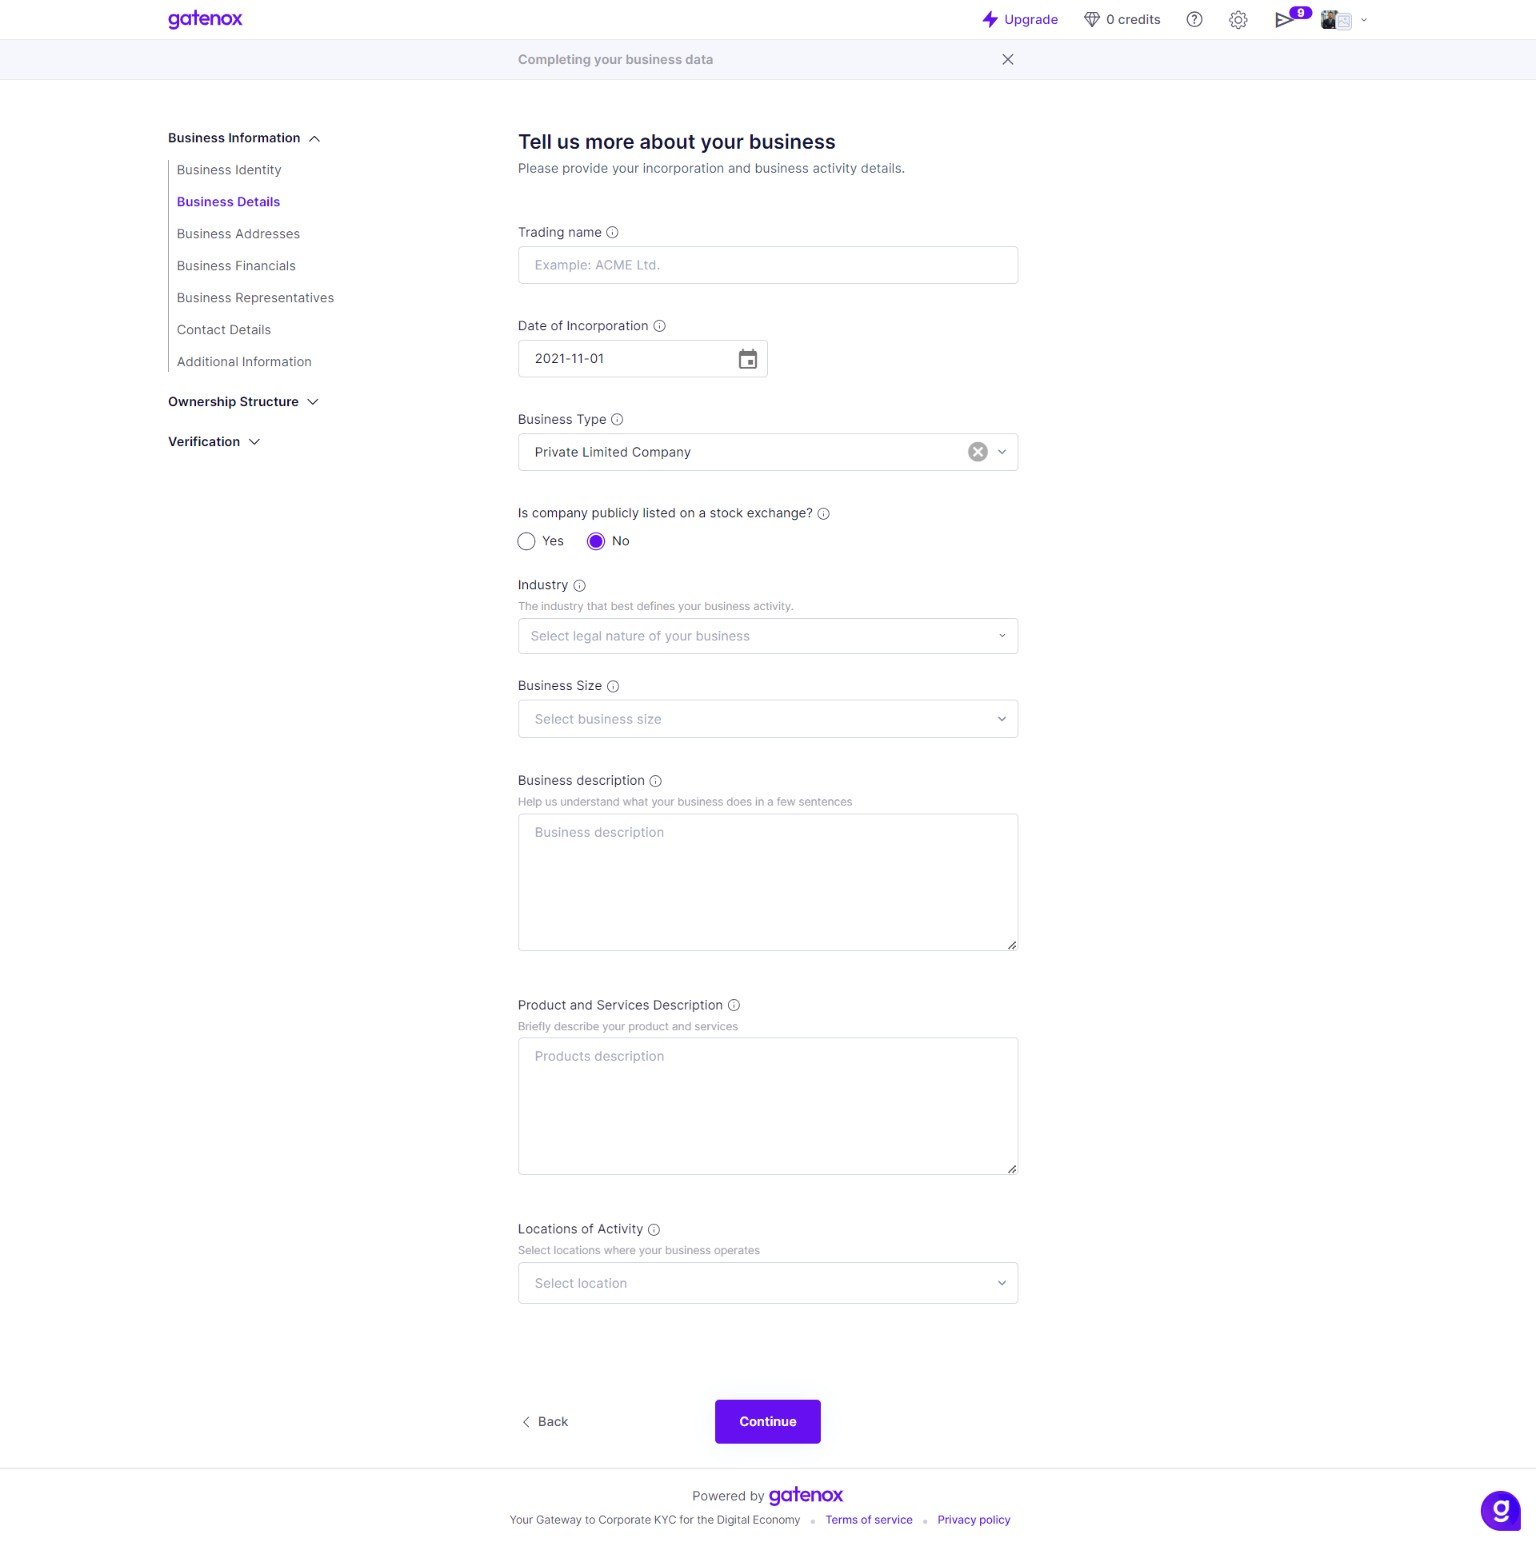 gatenox
Upgrade
0 credits
9
Completing your business data
Business Information
Business Identity
Business Details
Business Addresses
Business Financials
Business Representatives
Contact Details
Additional Information
Ownership Structure
Verification
Tell us more about your business
Please provide your incorporation and business activity details.
Trading name
Example: ACME Ltd.
Date of Incorporation
2021-11-01
Business Type
Private Limited Company
Is company publicly listed on a stock exchange?
Yes No
Industry
The industry that best defines your business activity.
Select legal nature of your business
Business Size
Select business size
Business description
Help us understand what your business does in a few sentences
Business description
Product and Services Description
Briefly describe your product and services
Products description
Locations of Activity
Select locations where your business operates
Select location
Back
Continue
Powered by gatenox
Your Gateway to Corporate KYC for the Digital Economy • Terms of service • Privacy policy
g